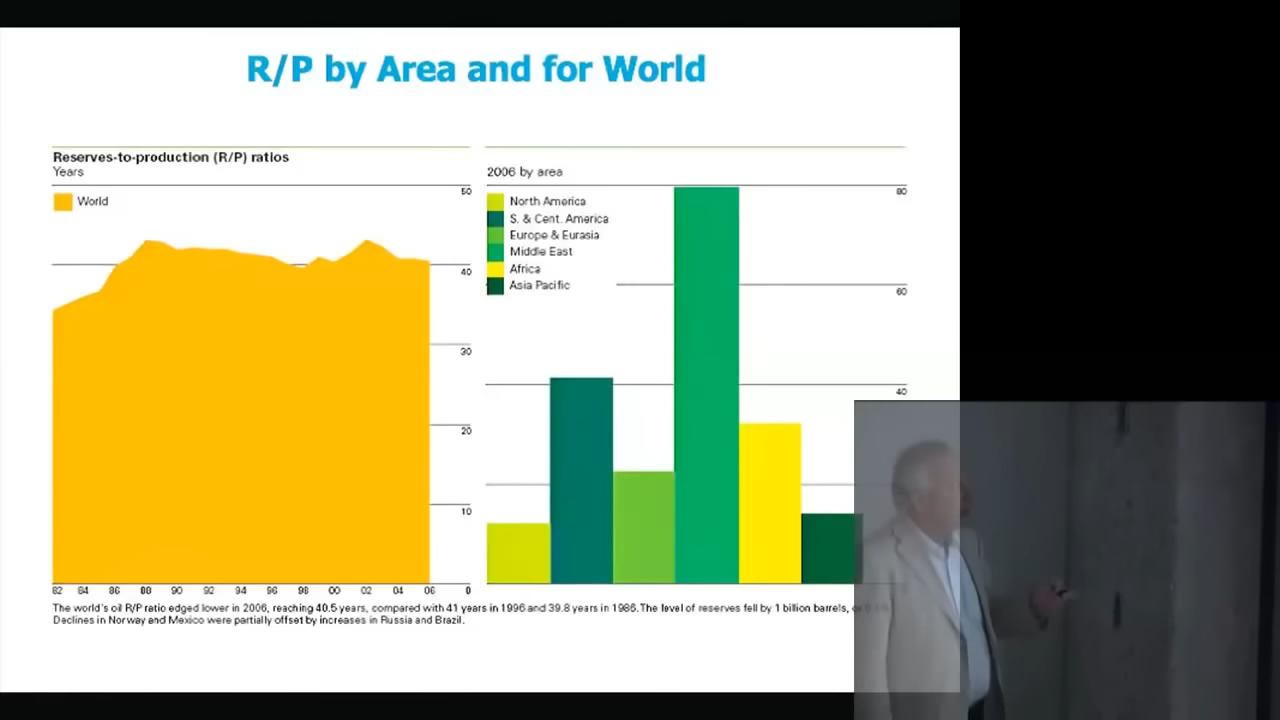 R/P by Area and for World
Reserves-to-production (R/P) ratios
Years
World
50
40
30
20
10
0
82 84 86 88 90 92 94 96 98 00 02 04 06
2006 by area
North America
S. & Cent. America
Europe & Eurasia
Middle East
Africa
Asia Pacific
80
60
40
The world's oil R/P ratio edged lower in 2006, reaching 40.5 years, compared with 41 years in 1996 and 39.8 years in 1986. The level of reserves fell by 1 billion barrels, or
Declines in Norway and Mexico were partially offset by increases in Russia and Brazil.